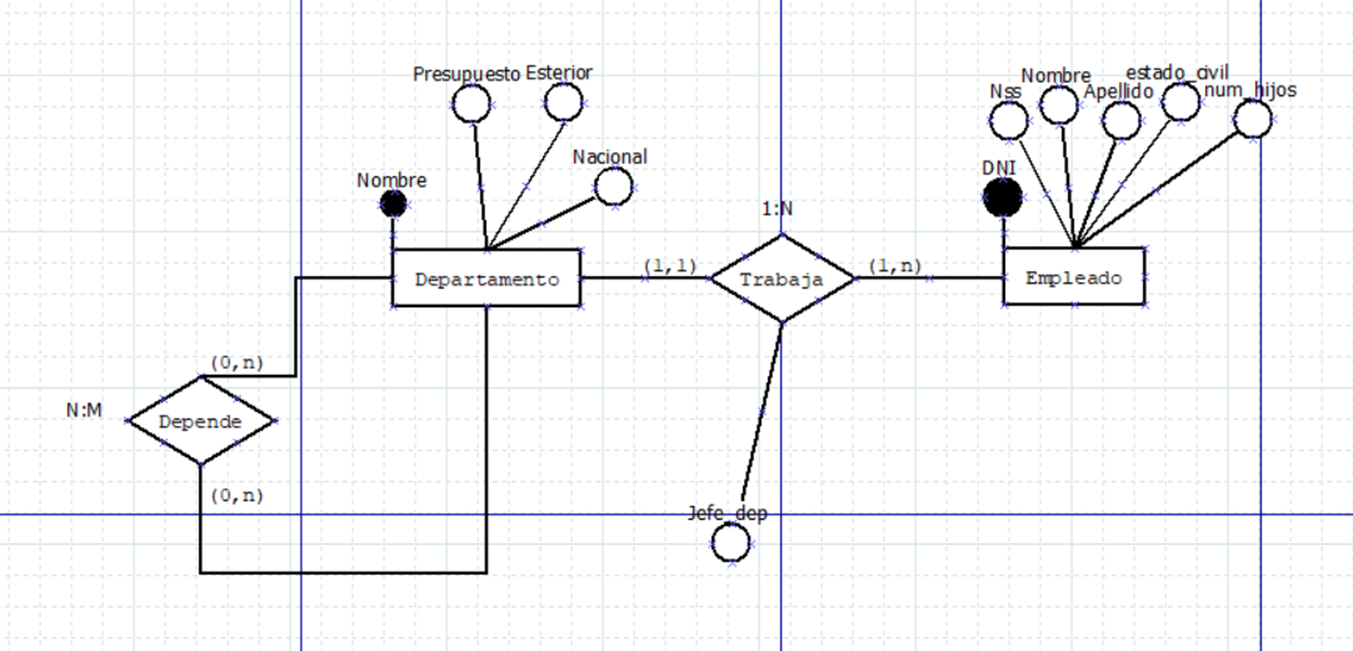 Presupuesto Esterior
Nacional
Nombre
Departamento
(1,1)
1:N
Trabaja
(1,n)
Nss
Nombre
Apellido
estado_civil
num_hijos
DNI
Empleado
(0,n)
N:M
Depende
(0,n)
Jefe_dep